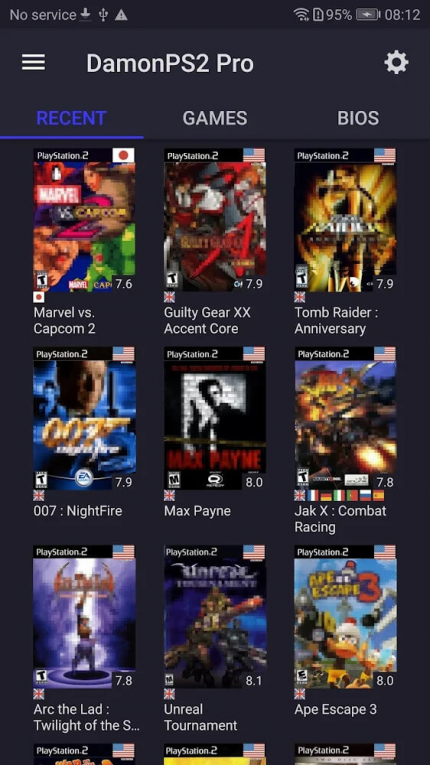 No service 95% 08:12
DamonPS2 Pro
RECENT GAMES BIOS
PlayStation.2 PlayStation.2 PlayStation.2
MARVEL
VS. CAPCOM
2
GUILTY GEAR
RAIDER
ANNIVERSARY
T 7.6 T 7.9 T 7.9
Marvel vs.
Capcom 2
Guilty Gear XX
Accent Core
Tomb Raider :
Anniversary
PlayStation.2 PlayStation.2 PlayStation.2
007
nightfire
MAX PAYNE
JAK X
T EA 7.9 M 8.0 T 7.8
007 : NightFire
Max Payne
Jak X : Combat
Racing
PlayStation.2 PlayStation.2 PlayStation.2
Unreal
TOURNAMENT
APE
ESCAPE 3
T 7.8 M 8.1 E 8.0
Arc the Lad :
Twilight of the S...
Unreal
Tournament
Ape Escape 3
PlayStation.2 PlayStation.2 PlayStation.2